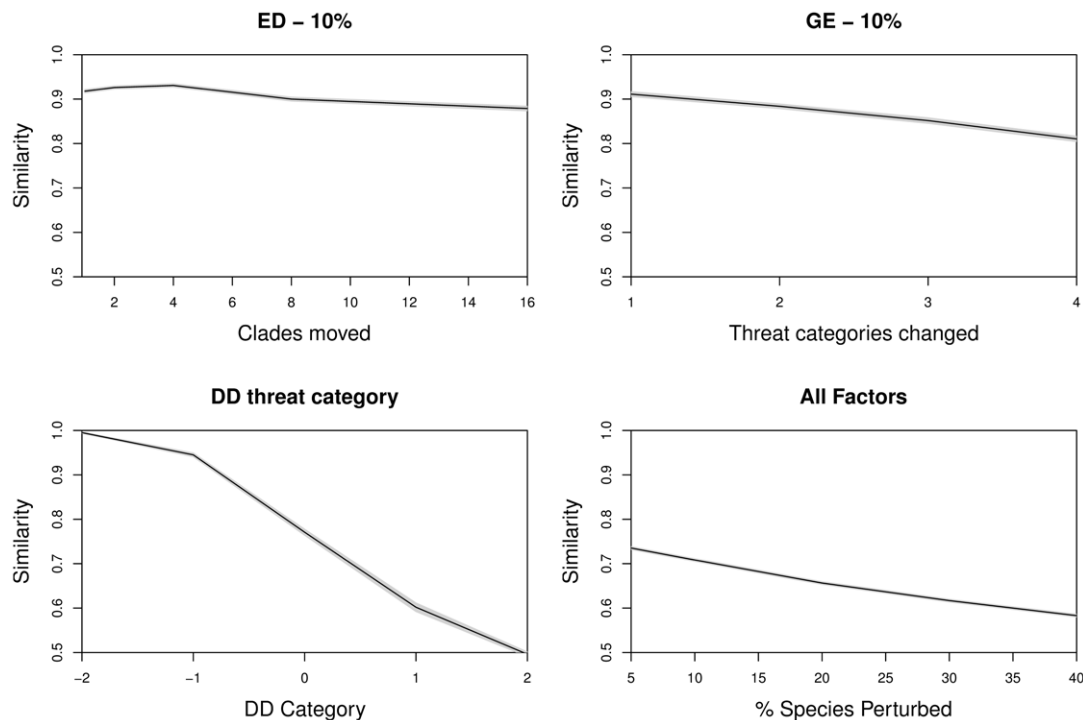 ED – 10%
Similarity
0.5 0.6 0.7 0.8 0.9 1.0
2 4 6 8 10 12 14 16
Clades moved
GE – 10%
Similarity
0.5 0.6 0.7 0.8 0.9 1.0
1 2 3 4
Threat categories changed
DD threat category
Similarity
0.5 0.6 0.7 0.8 0.9 1.0
−2 −1 0 1 2
DD Category
All Factors
Similarity
0.5 0.6 0.7 0.8 0.9 1.0
5 10 15 20 25 30 35 40
% Species Perturbed